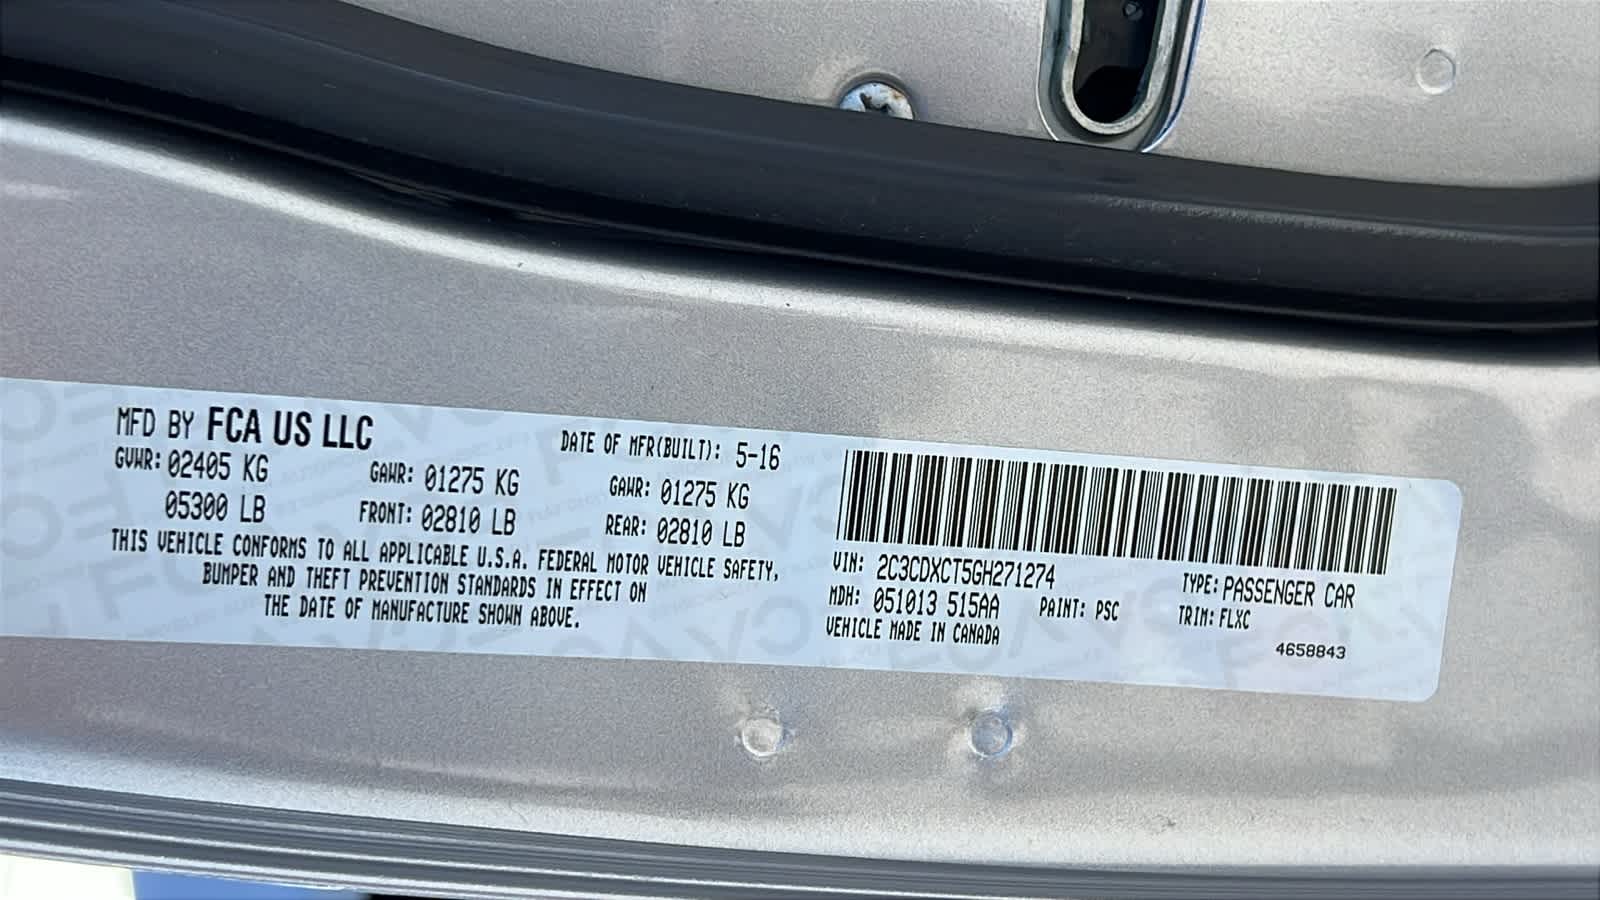 MFD BY FCA US LLC
DATE OF MFR(BUILT): 5-16
GVWR: 02405 KG GAWR: 01275 KG GAWR: 01275 KG
05300 LB FRONT: 02810 LB REAR: 02810 LB
THIS VEHICLE CONFORMS TO ALL APPLICABLE U.S.A. FEDERAL MOTOR VEHICLE SAFETY,
BUMPER AND THEFT PREVENTION STANDARDS IN EFFECT ON
THE DATE OF MANUFACTURE SHOWN ABOVE.
VIN: 2C3CDXCT5GH271274 TYPE: PASSENGER CAR
MDH: 051013 515AA PAINT: PSC TRIM: FLXC
VEHICLE MADE IN CANADA
4658843